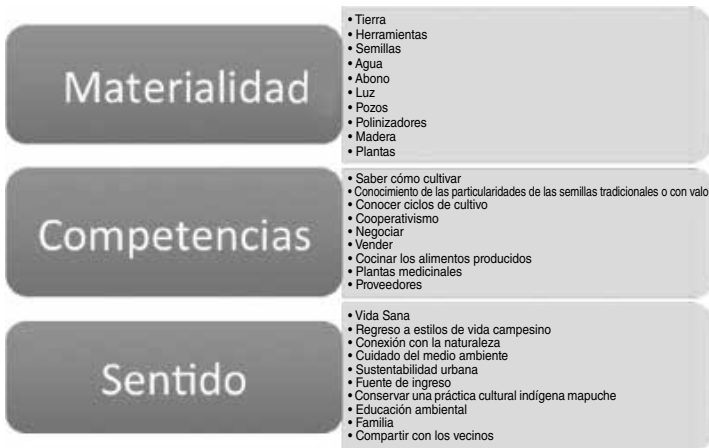 Materialidad
• Tierra
• Herramientas
• Semillas
• Agua
• Abono
• Luz
• Pozos
• Polinizadores
• Madera
• Plantas
Competencias
• Saber cómo cultivar
• Conocimiento de las particularidades de las semillas tradicionales o con valo
• Conocer ciclos de cultivo
• Cooperativismo
• Negociar
• Vender
• Cocinar los alimentos producidos
• Plantas medicinales
• Proveedores
Sentido
• Vida Sana
• Regreso a estilos de vida campesino
• Conexión con la naturaleza
• Cuidado del medio ambiente
• Sustentabilidad urbana
• Fuente de ingreso
• Conservar una práctica cultural indígena mapuche
• Educación ambiental
• Familia
• Compartir con los vecinos